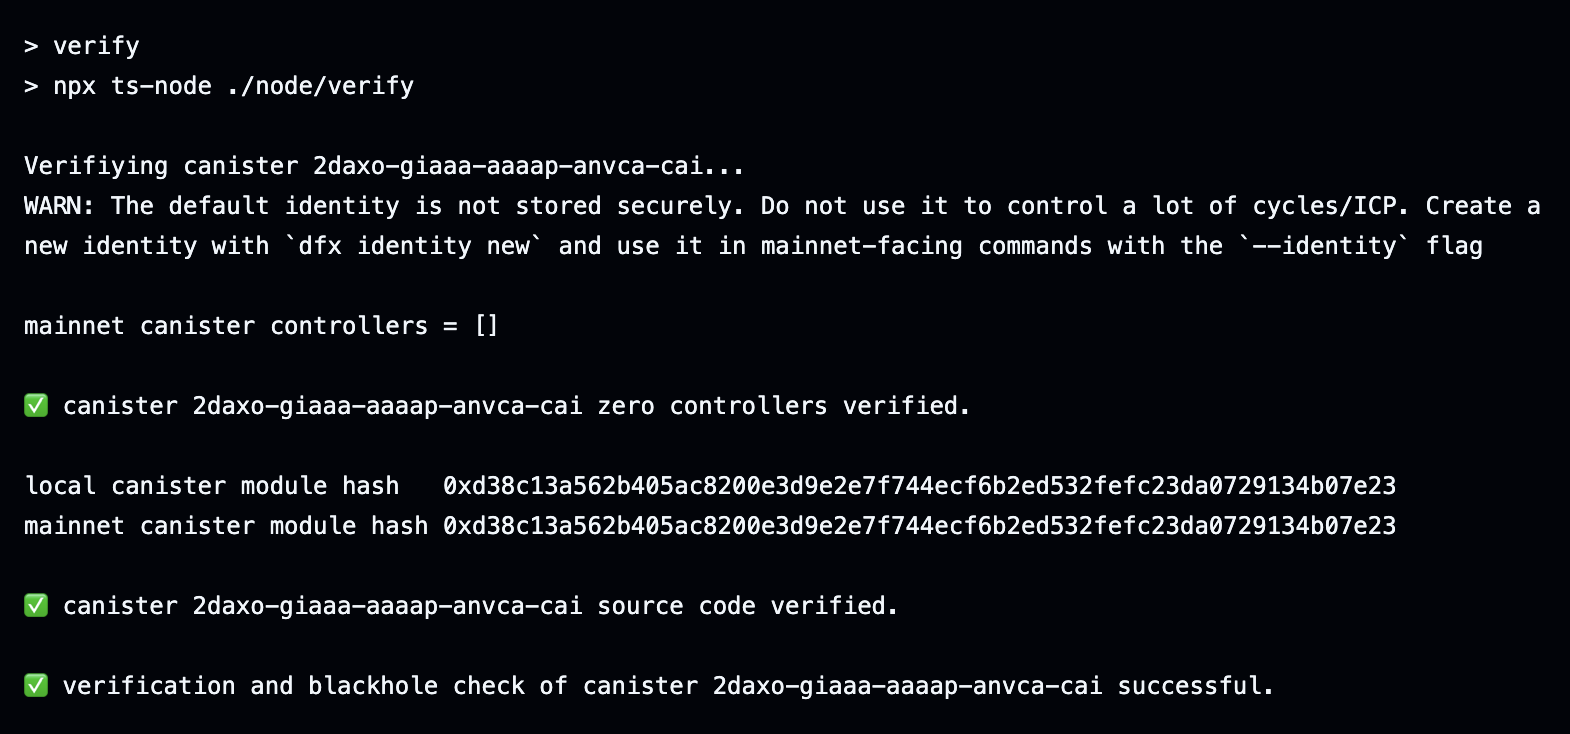 > verify
> npx ts-node ./node/verify
Verifiying canister 2daxo-giaaa-aaaap-anvca-cai...
WARN: The default identity is not stored securely. Do not use it to control a lot of cycles/ICP. Create a
new identity with `dfx identity new` and use it in mainnet-facing commands with the `--identity` flag
mainnet canister controllers = []
✅ canister 2daxo-giaaa-aaaap-anvca-cai zero controllers verified.
local canister module hash   0xd38c13a562b405ac8200e3d9e2e7f744ecf6b2ed532fefc23da0729134b07e23
mainnet canister module hash 0xd38c13a562b405ac8200e3d9e2e7f744ecf6b2ed532fefc23da0729134b07e23
✅ canister 2daxo-giaaa-aaaap-anvca-cai source code verified.
✅ verification and blackhole check of canister 2daxo-giaaa-aaaap-anvca-cai successful.